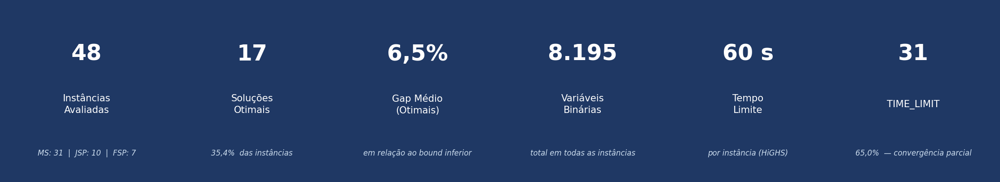 48
Instâncias
Avaliadas
MS: 31 | JSP: 10 | FSP: 7
17
Soluções
Otimais
35,4% das instâncias
6,5%
Gap Médio
(Otimais)
em relação ao bound inferior
8.195
Variáveis
Binárias
total em todas as instâncias
60 s
Tempo
Limite
por instância (HiGHS)
31
TIME_LIMIT
65,0% — convergência parcial